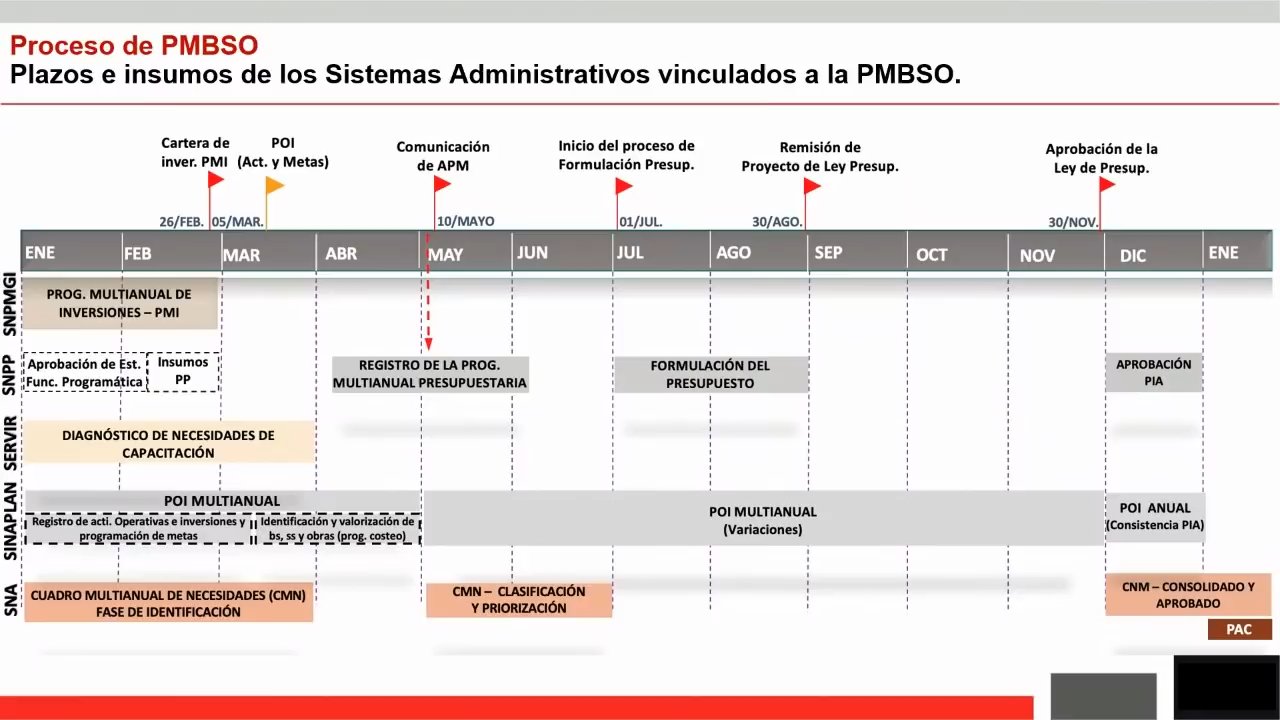 Proceso de PMBSO
Plazos e insumos de los Sistemas Administrativos vinculados a la PMBSO.
Cartera de
inver. PMI
POI
(Act. y Metas)
Comunicación
de APM
Inicio del proceso de
Formulación Presup.
Remisión de
Proyecto de Ley Presup.
Aprobación de la
Ley de Presup.
26/FEB.
05/MAR.
10/MAYO
01/JUL.
30/AGO.
30/NOV.
ENE
FEB
MAR
ABR
MAY
JUN
JUL
AGO
SEP
OCT
NOV
DIC
ENE
SNPMGI
PROG. MULTIANUAL DE
INVERSIONES – PMI
SNPP
Aprobación de Est.
Func. Programática
Insumos
PP
REGISTRO DE LA PROG.
MULTIANUAL PRESUPUESTARIA
FORMULACIÓN DEL
PRESUPUESTO
APROBACIÓN
PIA
SERVIR
DIAGNÓSTICO DE NECESIDADES DE
CAPACITACIÓN
SINAPLAN
POI MULTIANUAL
Registro de acti. Operativas e inversiones y
programación de metas
Identificación y valorización de
bs, ss y obras (prog. costeo)
POI MULTIANUAL
(Variaciones)
POI  ANUAL
(Consistencia PIA)
SNA
CUADRO MULTIANUAL DE NECESIDADES (CMN)
FASE DE IDENTIFICACIÓN
CMN –  CLASIFICACIÓN
Y PRIORIZACIÓN
CNM – CONSOLIDADO Y
APROBADO
PAC